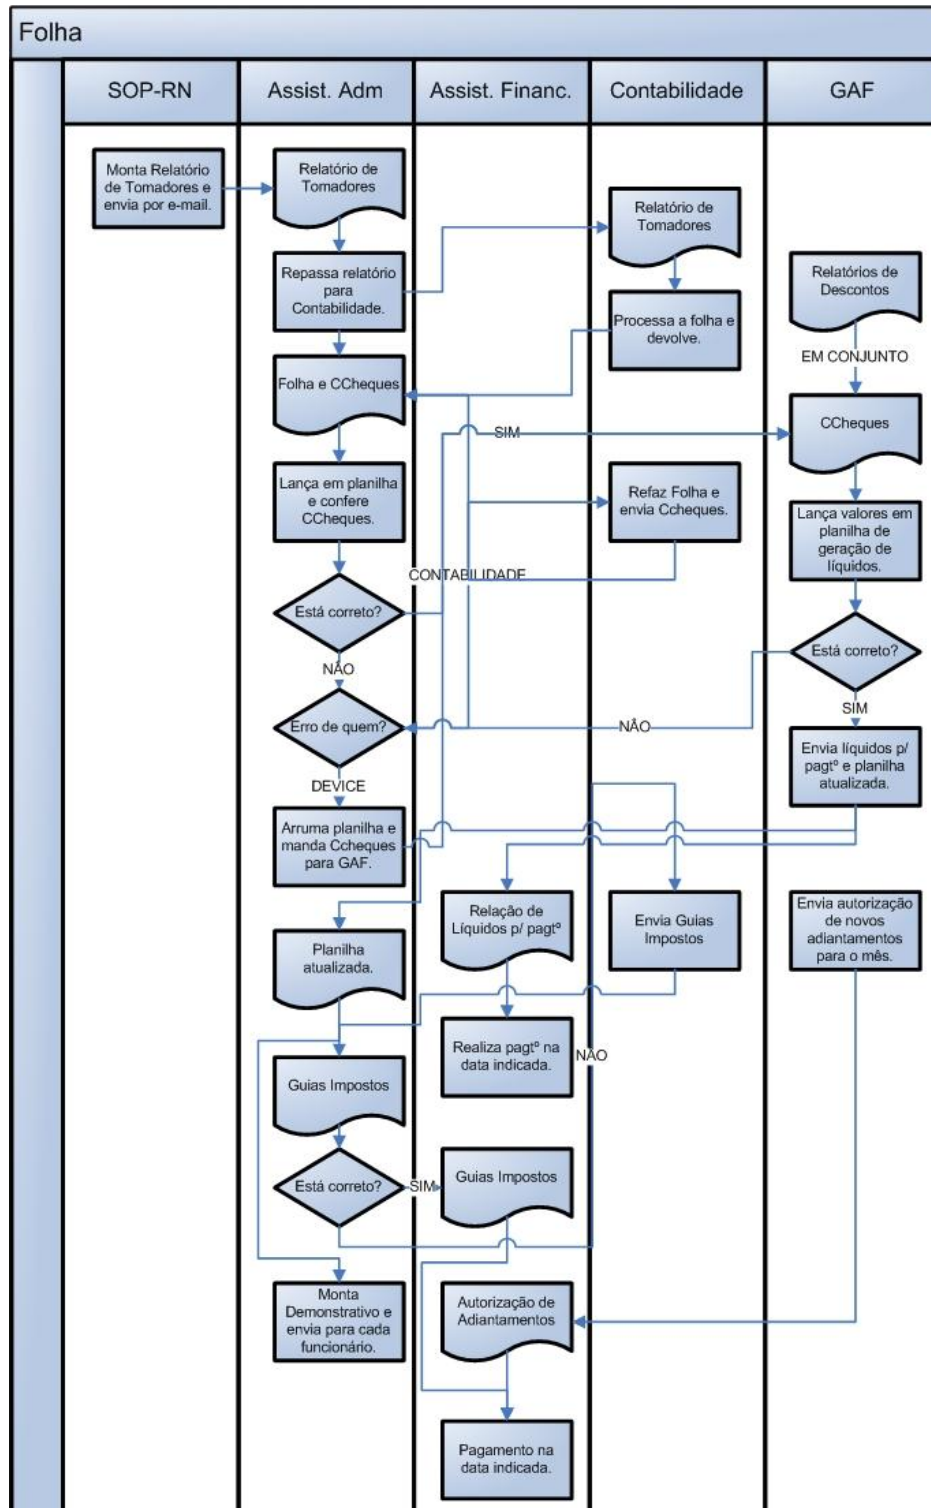 Folha
SOP-RN
Assist. Adm
Assist. Financ.
Contabilidade
GAF
Monta Relatório
de Tomadores e
envia por e-mail.
Relatório de
Tomadores
Relatório de
Tomadores
Repassa relatório
para
Contabilidade.
Relatórios de
Descontos
Processa a folha e
devolve.
EM CONJUNTO
Folha e CCheques
CCheques
SIM
Lança em planilha
e confere
CCheques.
Refaz Folha e
envia Ccheques.
Lança valores em
planilha de
geração de
líquidos.
CONTABILIDADE
Está correto?
Está correto?
NÃO
SIM
Erro de quem?
NÃO
Envia líquidos p/
pagtº e planilha
atualizada.
DEVICE
Arruma planilha e
manda Ccheques
para GAF.
Relação de
Líquidos p/ pagtº
Envia Guias
Impostos
Envia autorização
de novos
adiantamentos
para o mês.
Planilha
atualizada.
Realiza pagtº na
data indicada.
NÃO
Guias Impostos
Está correto?
SIM
Guias Impostos
Monta
Demonstrativo e
envia para cada
funcionário.
Autorização de
Adiantamentos
Pagamento na
data indicada.